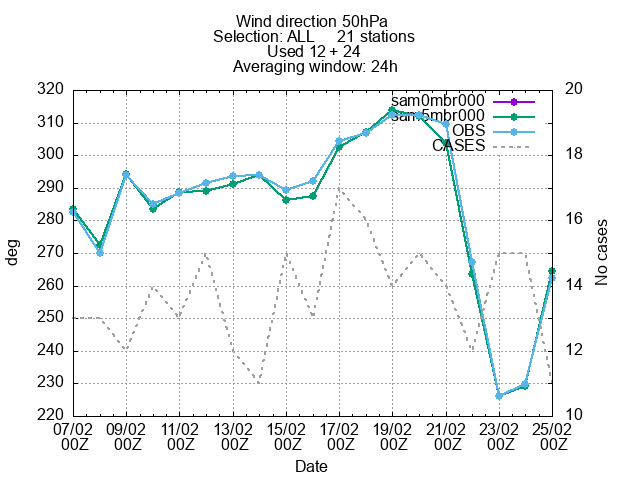 Wind direction 50hPa
Selection: ALL 21 stations
Used 12 + 24
Averaging window: 24h
320 20
sam0mbr000
310
sam5mbr000
OBS
CASES
300 18
290
280 16
270
deg
No cases
260 14
250
240 12
230
220 10
07/02 09/02 11/02 13/02 15/02 17/02 19/02 21/02 23/02 25/02
00Z 00Z 00Z 00Z 00Z 00Z 00Z 00Z 00Z 00Z
Date